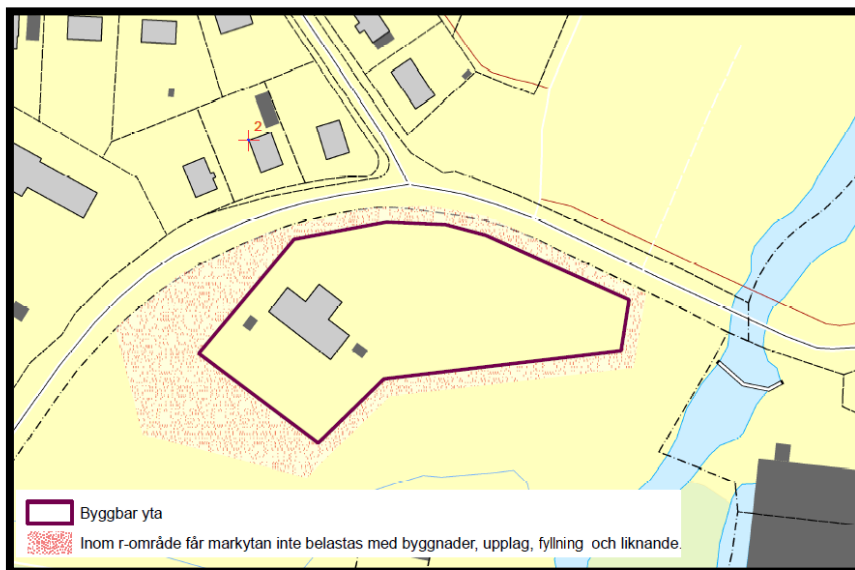 2
Byggbar yta
Inom r-område får markytan inte belastas med byggnader, upplag, fyllning och liknande.